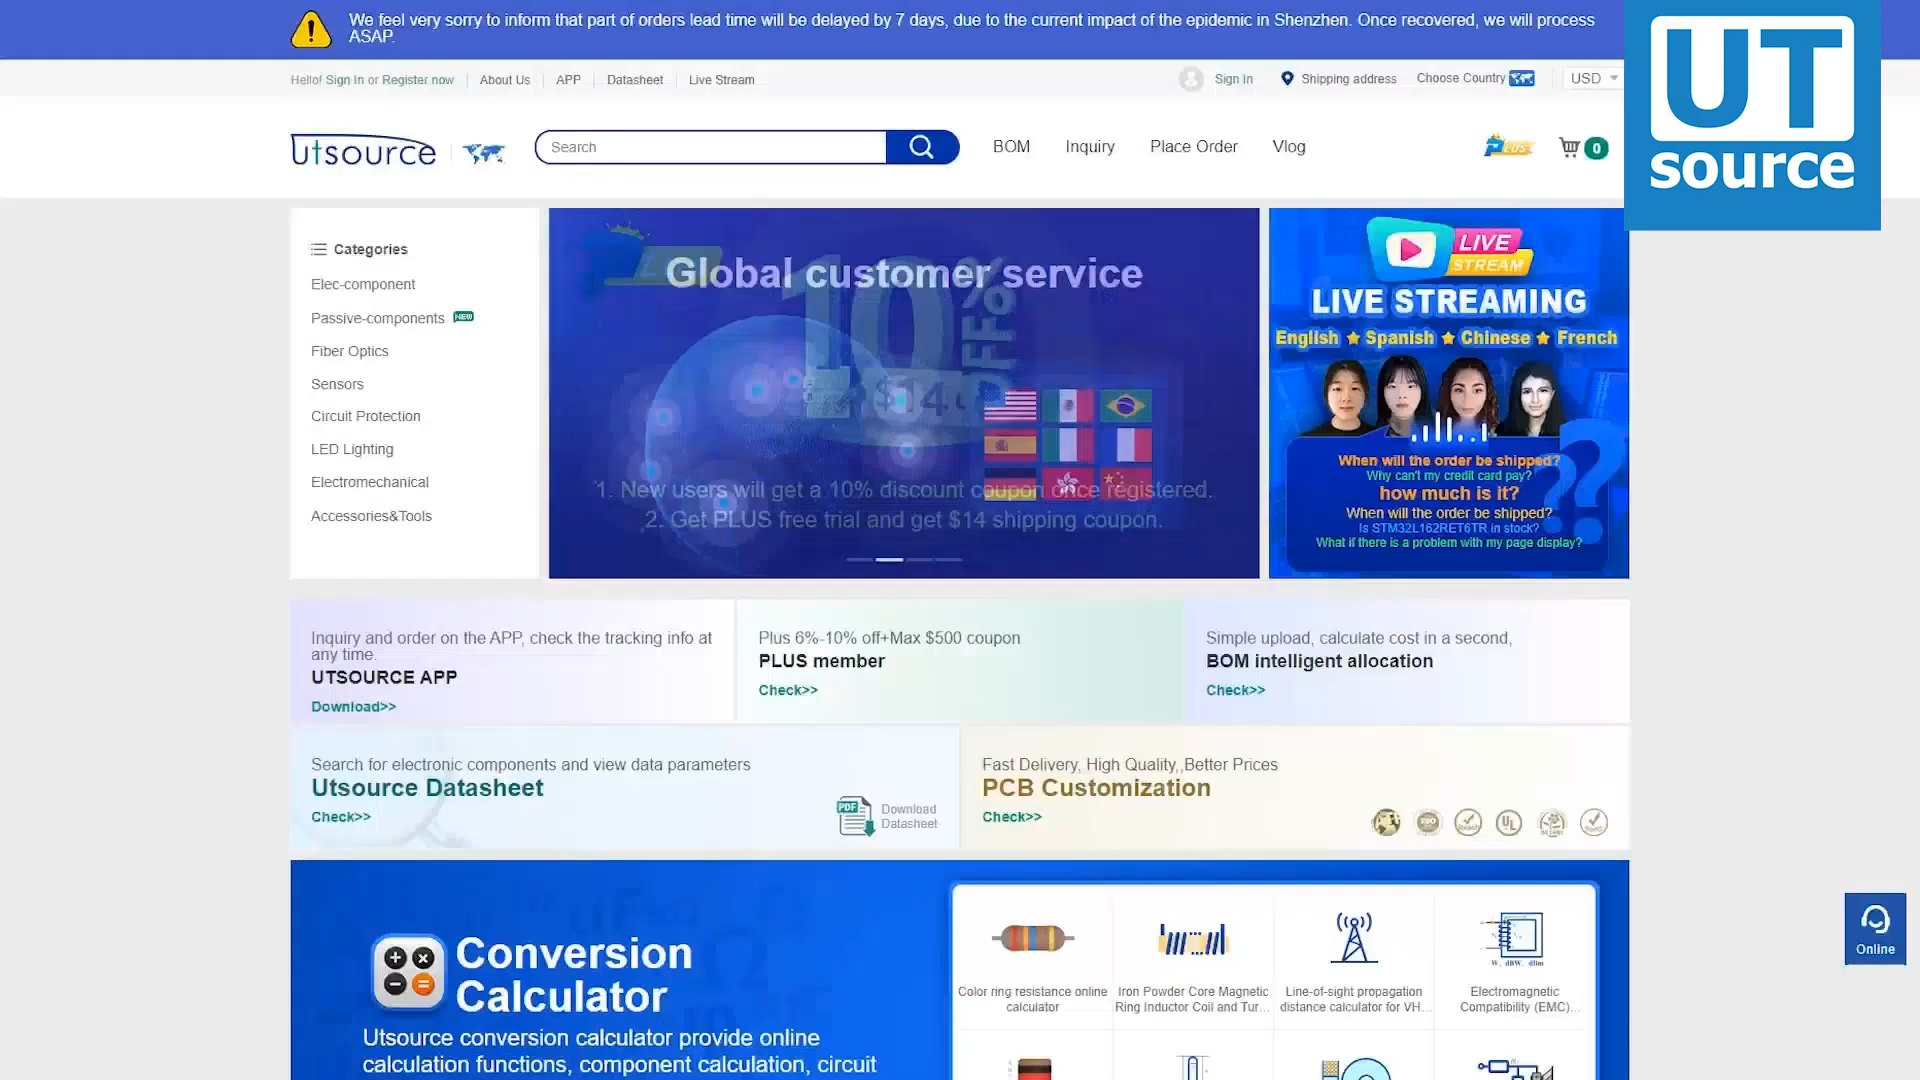 We feel very sorry to inform that part of orders lead time will be delayed by 7 days, due to the current impact of the epidemic in Shenzhen. Once recovered, we will process
ASAP.
Hello! Sign In or Register now
About Us
APP
Datasheet
Live Stream
Sign In
Shipping address
Choose Country
USD
UT
source
utsource
Search
BOM
Inquiry
Place Order
Vlog
PLUS
0
Categories
Elec-component
Passive-components NEW
Fiber Optics
Sensors
Circuit Protection
LED Lighting
Electromechanical
Accessories&Tools
Global customer service
10% OFF
$14
1. New users will get a 10% discount coupon once registered.
2. Get PLUS free trial and get $14 shipping coupon.
LIVE
STREAM
LIVE STREAMING
English ★ Spanish ★ Chinese ★ French
When will the order be shipped?
Why can't my credit card pay?
how much is it?
When will the order be shipped?
Is STM32L162RET6TR in stock?
What if there is a problem with my page display?
Inquiry and order on the APP, check the tracking info at
any time.
UTSOURCE APP
Download>>
Plus 6%-10% off+Max $500 coupon
PLUS member
Check>>
Simple upload, calculate cost in a second,
BOM intelligent allocation
Check>>
Search for electronic components and view data parameters
Utsource Datasheet
Check>>
PDF
Download
Datasheet
Fast Delivery, High Quality,,Better Prices
PCB Customization
Check>>
Online
Conversion
Calculator
Utsource conversion calculator provide online
calculation functions, component calculation, circuit
Color ring resistance online
calculator
Iron Powder Core Magnetic
Ring Inductor Coil and Tur...
Line-of-sight propagation
distance calculator for VH...
W, dBW, dBm
Electromagnetic
Compatibility (EMC)...